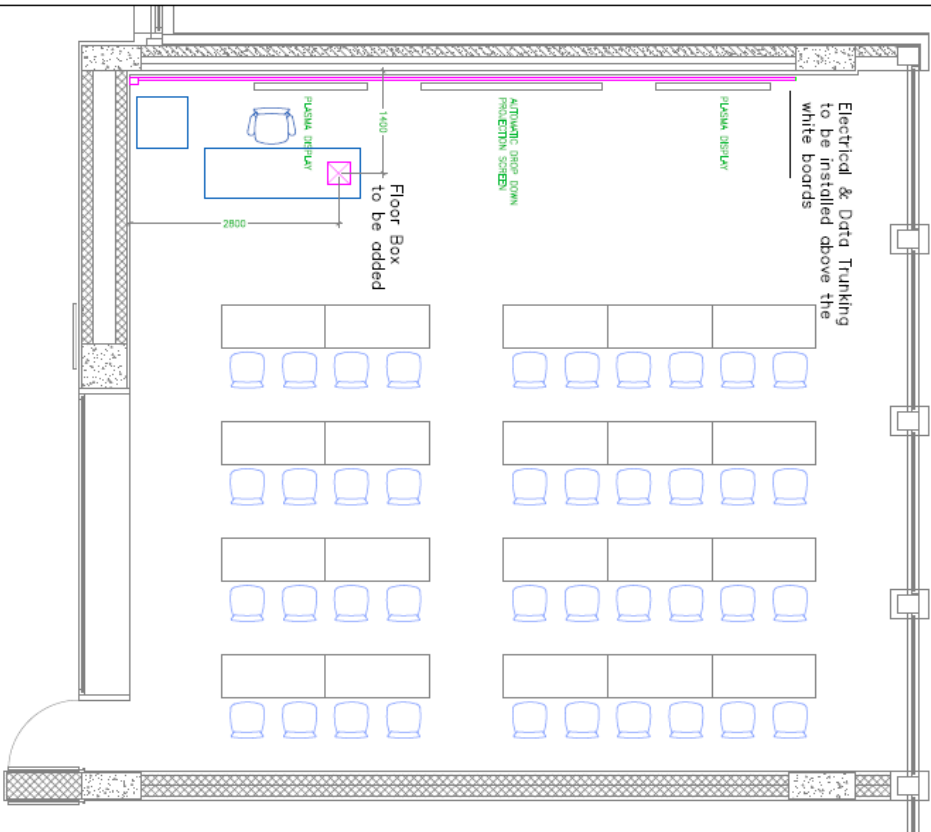 Electrical & Data Trunking
to be installed above the
white boards
PLASMA DISPLAY
AUTOMATIC DROP DOWN
PROJECTION SCREEN
PLASMA DISPLAY
1400
Floor Box
to be added
2800